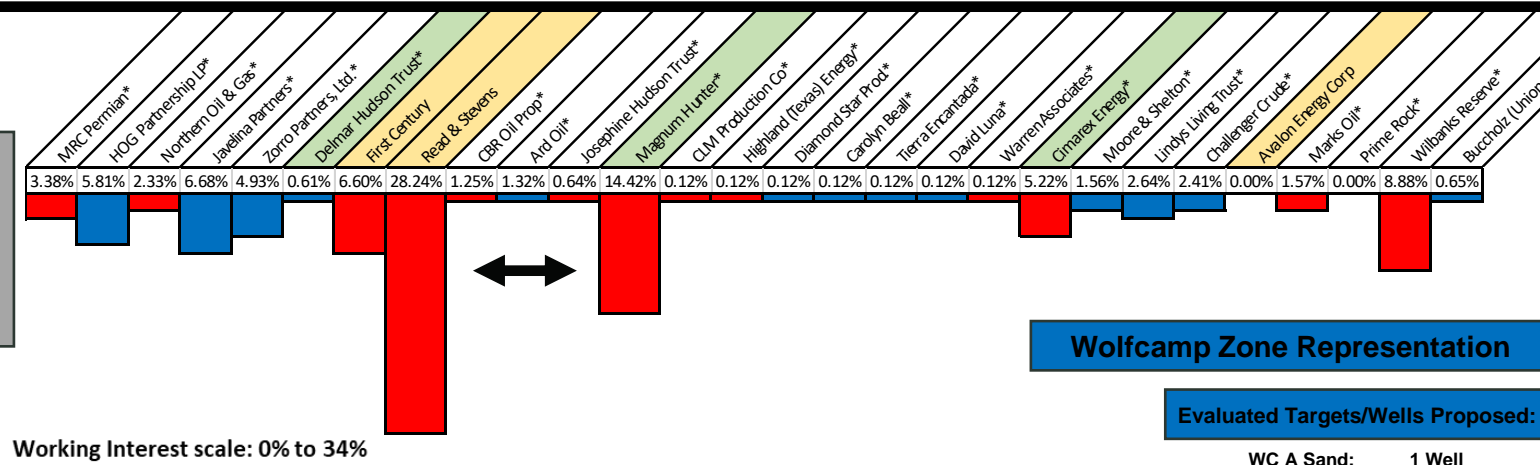 MRC Permian*
HOG Partnership LP*
Northern Oil & Gas*
Javelina Partners*
Zorro Partners, Ltd.*
Delmar Hudson Trust*
First Century
Read & Stevens
CBR Oil Prop*
Ard Oil*
Josephine Hudson Trust*
Magnum Hunter*
CLM Production Co*
Highland (Texas) Energy*
Diamond Star Prod*
Carolyn Beall*
Tierra Encantada*
David Luna*
Warren Associates*
Cimarex Energy*
Moore & Shelton*
Lindys Living Trust*
Challenger Crude*
Avalon Energy Corp
Marks Oil*
Prime Rock*
Wilbanks Reserve*
Buccholz (Union
3.38% 5.81% 2.33% 6.68% 4.93% 0.61% 6.60% 28.24% 1.25% 1.32% 0.64% 14.42% 0.12% 0.12% 0.12% 0.12% 0.12% 0.12% 0.12% 5.22% 1.56% 2.64% 2.41% 0.00% 1.57% 0.00% 8.88% 0.65%
Wolfcamp Zone Representation
Evaluated Targets/Wells Proposed:
Working Interest scale: 0% to 34%
WC A Sand: 1 Well